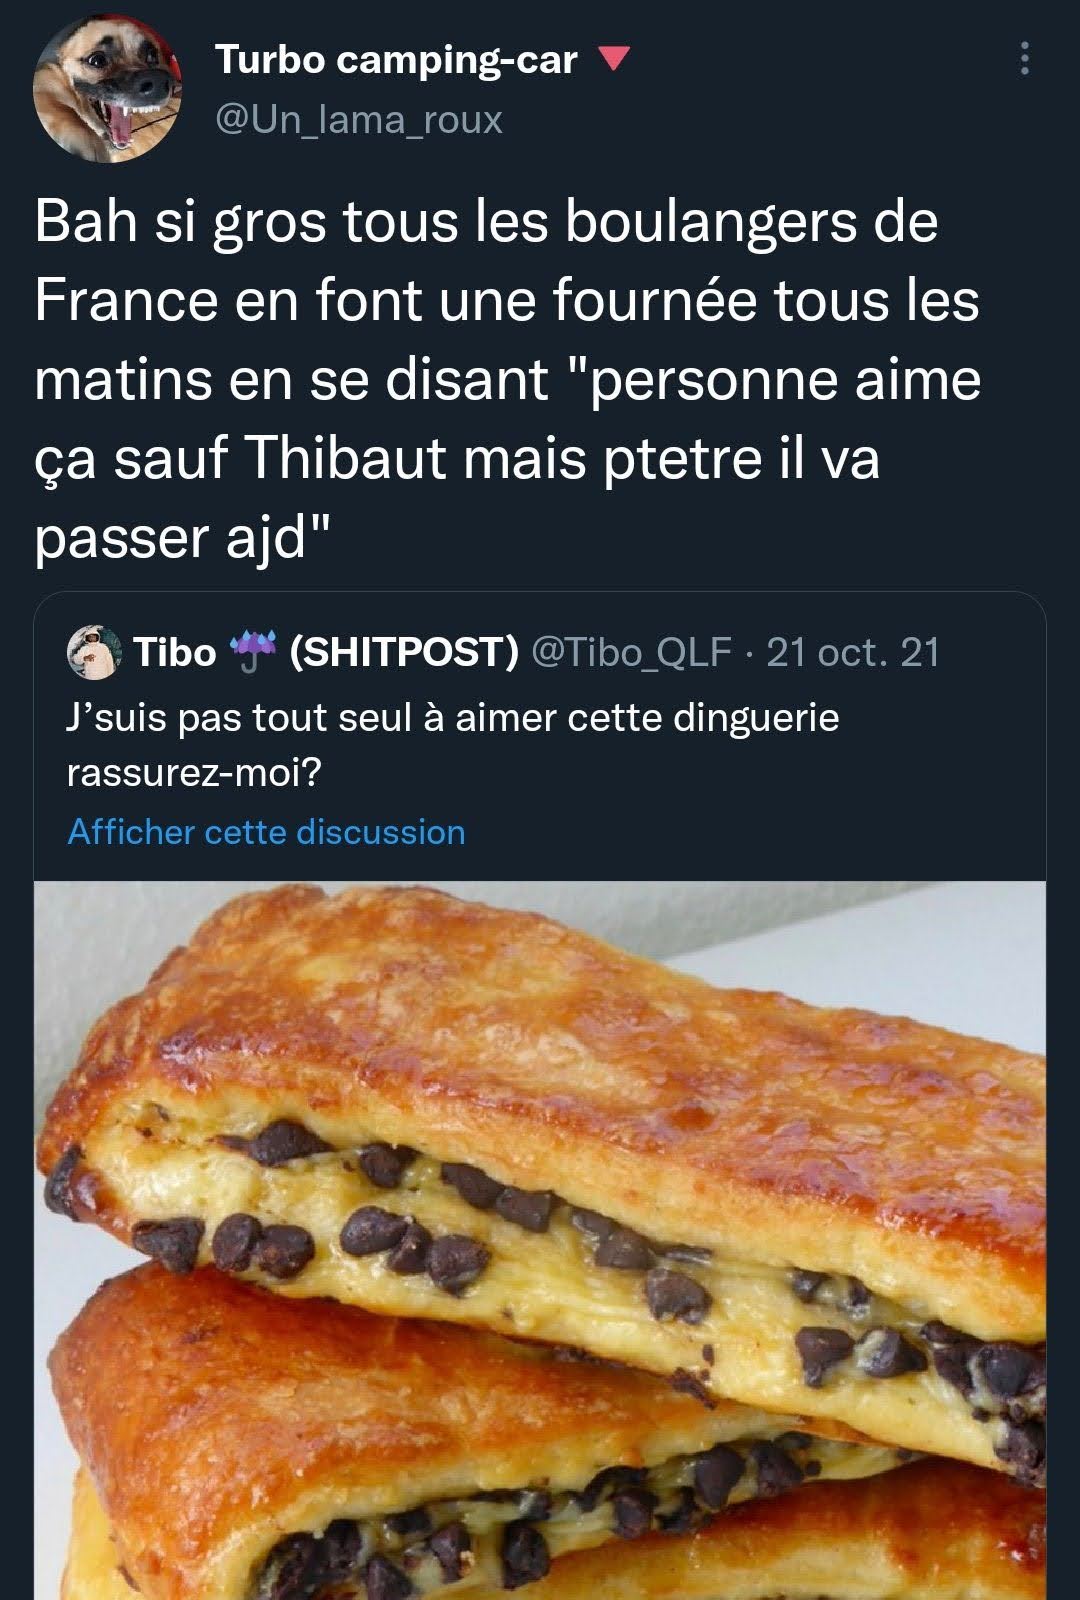 Turbo camping-car 🔻
@Un_lama_roux
Bah si gros tous les boulangers de
France en font une fournée tous les
matins en se disant "personne aime
ça sauf Thibaut mais ptetre il va
passer ajd"
Tibo ☔ (SHITPOST) @Tibo_QLF · 21 oct. 21
J’suis pas tout seul à aimer cette dinguerie
rassurez-moi?
Afficher cette discussion